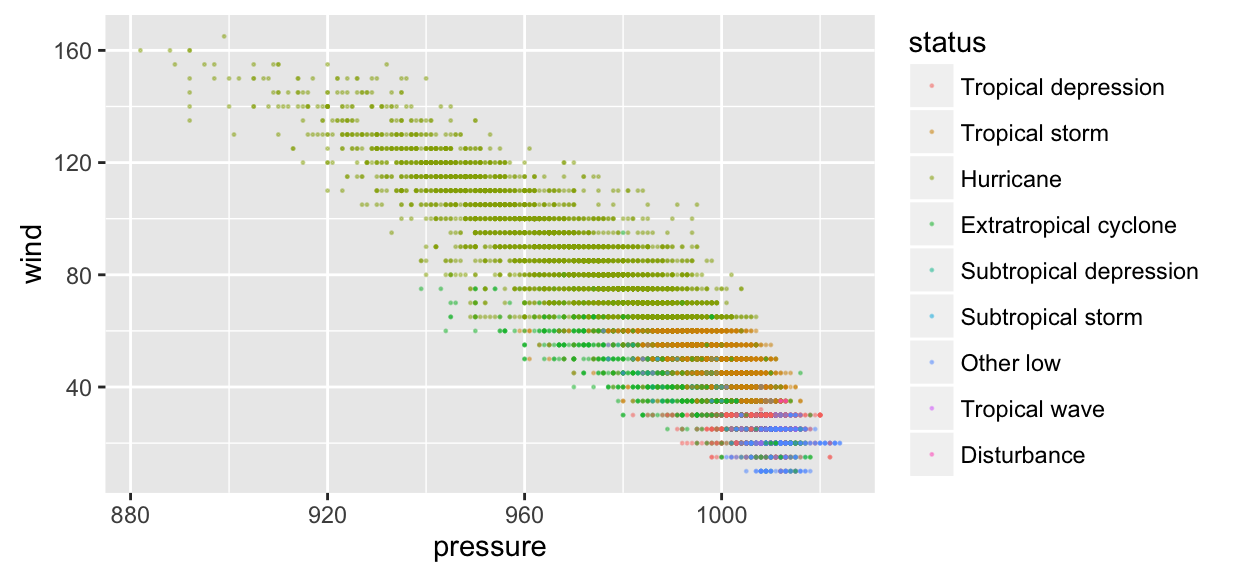 160
120
80
40
wind
880 920 960 1000
pressure
status
Tropical depression
Tropical storm
Hurricane
Extratropical cyclone
Subtropical depression
Subtropical storm
Other low
Tropical wave
Disturbance